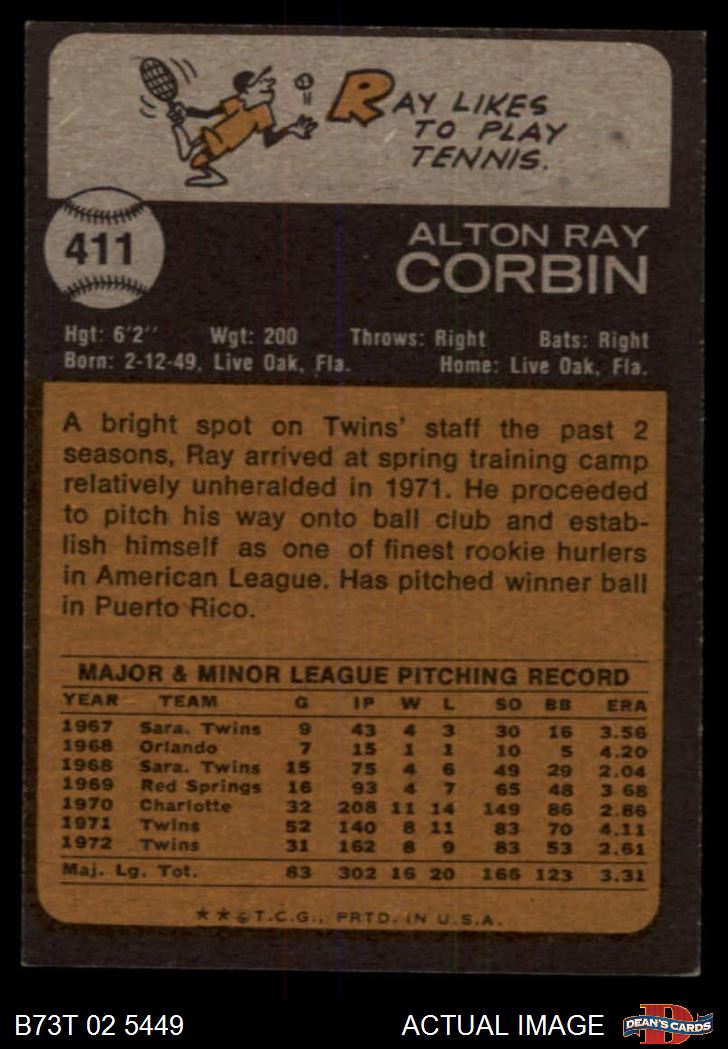 RAY LIKES
TO PLAY
TENNIS.
411
ALTON RAY
CORBIN
Hgt: 6'2" Wgt: 200 Throws: Right Bats: Right
Born: 2-12-49, Live Oak, Fla. Home: Live Oak, Fla.
A bright spot on Twins' staff the past 2
seasons, Ray arrived at spring training camp
relatively unheralded in 1971. He proceeded
to pitch his way onto ball club and estab-
lish himself as one of finest rookie hurlers
in American League. Has pitched winner ball
in Puerto Rico.
MAJOR & MINOR LEAGUE PITCHING RECORD
YEAR TEAM G IP W L SO BB ERA
1967 Sara. Twins 9 43 4 3 30 16 3.56
1968 Orlando 7 15 1 1 10 5 4.20
1968 Sara. Twins 15 75 4 6 49 29 2.04
1969 Red Springs 16 93 4 7 65 48 3 68
1970 Charlotte 32 208 11 14 149 86 2.86
1971 Twins 52 140 8 11 83 70 4.11
1972 Twins 31 162 8 9 83 53 2.61
Maj. Lg. Tot. 83 302 16 20 166 123 3.31
★★©T.C.G., PRTD. IN U.S.A.
B73T 02 5449 ACTUAL IMAGE DEAN'S CARDS